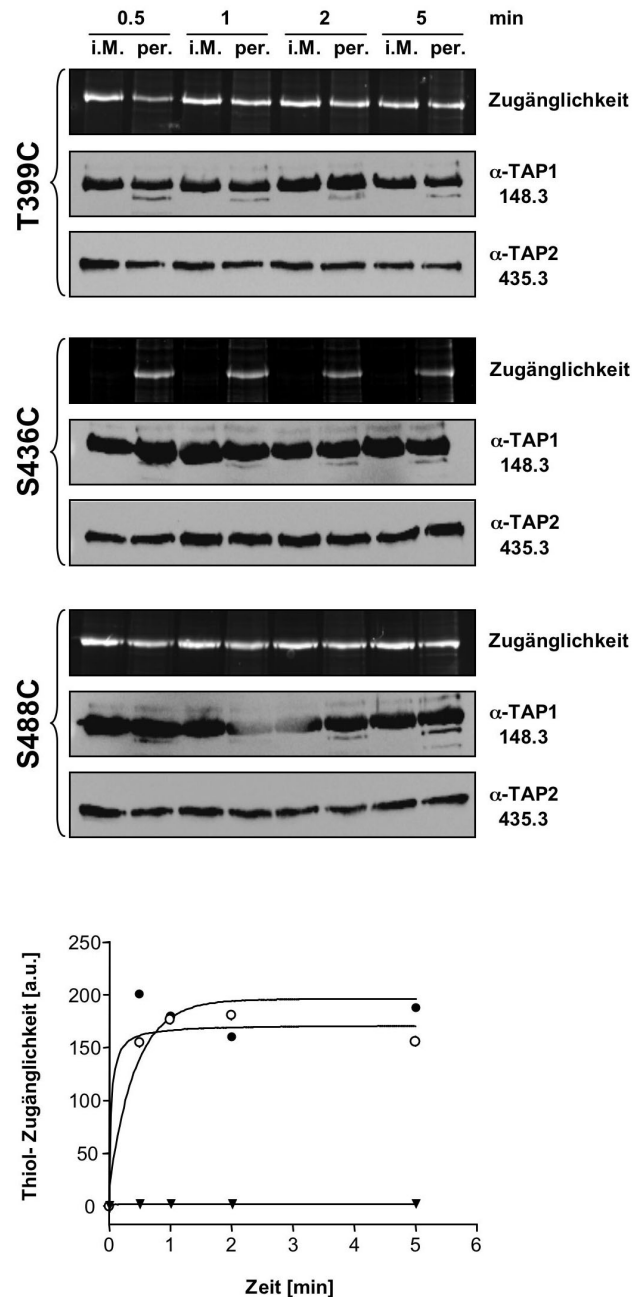 0.5 1 2 5 min
i.M. per. i.M. per. i.M. per. i.M. per.
T399C
Zugänglichkeit
α-TAP1
148.3
α-TAP2
435.3
S436C
Zugänglichkeit
α-TAP1
148.3
α-TAP2
435.3
S488C
Zugänglichkeit
α-TAP1
148.3
α-TAP2
435.3
Thiol- Zugänglichkeit [a.u.]
250
200
150
100
50
0
0 1 2 3 4 5 6
Zeit [min]